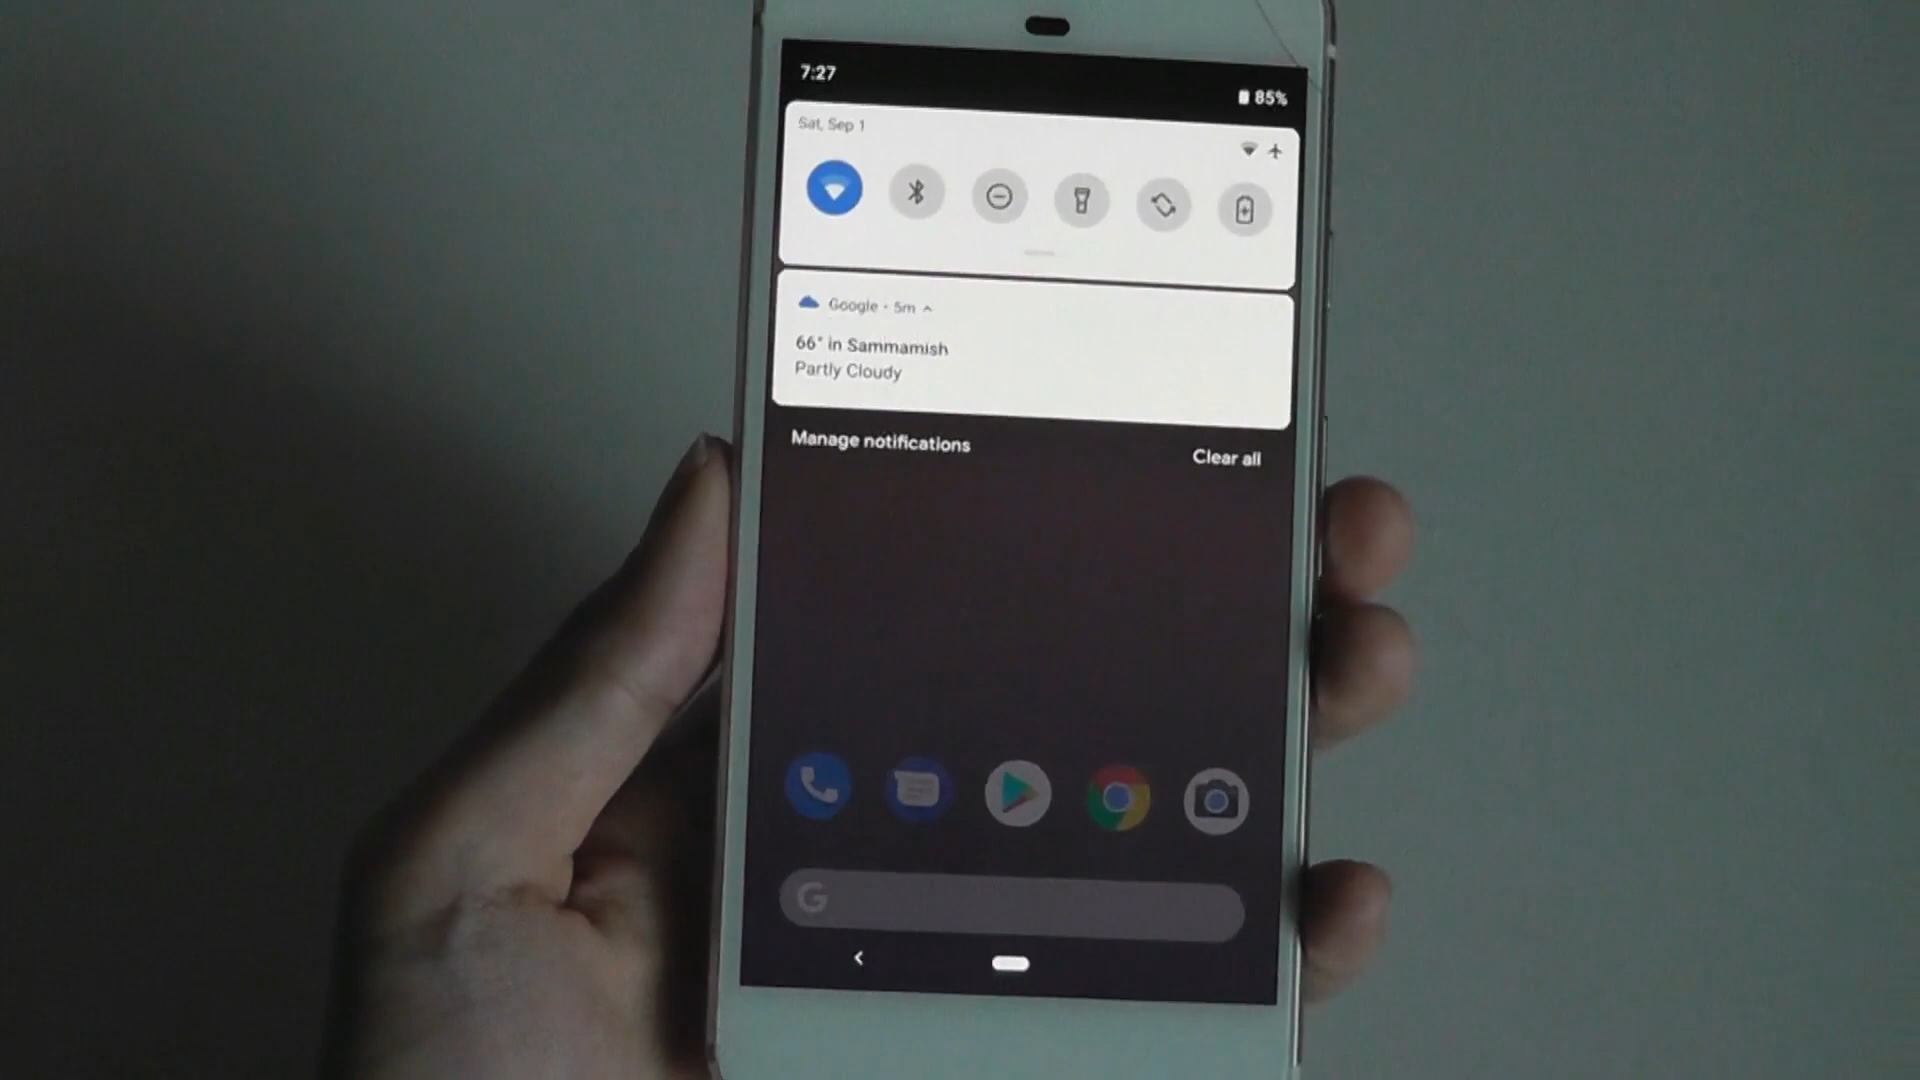 7:27
85%
Sat, Sep 1
Google · 5m
66° in Sammamish
Partly Cloudy
Manage notifications
Clear all
G